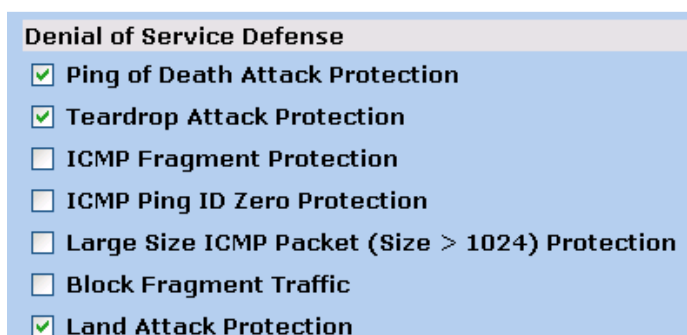 Denial of Service Defense
Ping of Death Attack Protection
Teardrop Attack Protection
ICMP Fragment Protection
ICMP Ping ID Zero Protection
Large Size ICMP Packet (Size > 1024) Protection
Block Fragment Traffic
Land Attack Protection